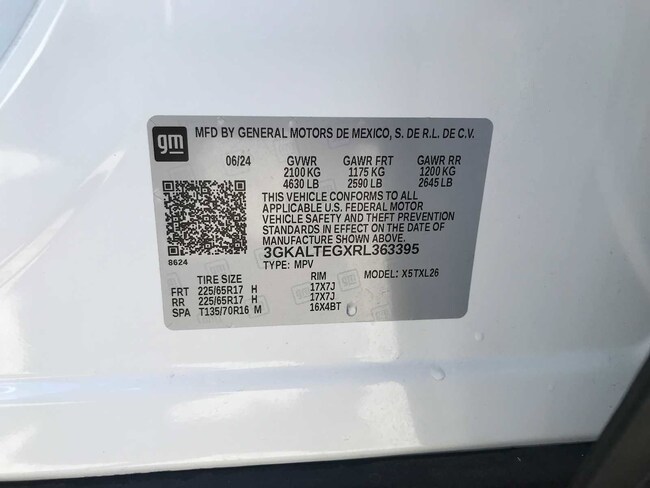 gm MFD BY GENERAL MOTORS DE MEXICO, S. DE R.L. DE C.V.
06/24 GVWR GAWR FRT GAWR RR
2100 KG 1175 KG 1200 KG
4630 LB 2590 LB 2645 LB
THIS VEHICLE CONFORMS TO ALL
APPLICABLE U.S. FEDERAL MOTOR
VEHICLE SAFETY AND THEFT PREVENTION
STANDARDS IN EFFECT ON THE DATE OF
MANUFACTURE SHOWN ABOVE.
3GKALTEGXRL363395
8624
TYPE: MPV MODEL: X5TXL26
TIRE SIZE RIM
FRT 225/65R17 H 17X7J
RR 225/65R17 H 17X7J
SPA T135/70R16 M 16X4BT